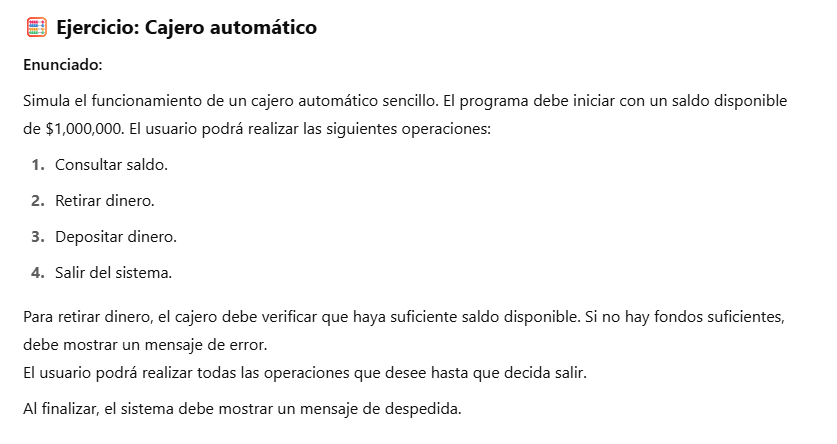 Ejercicio: Cajero automático
Enunciado:
Simula el funcionamiento de un cajero automático sencillo. El programa debe iniciar con un saldo disponible
de $1,000,000. El usuario podrá realizar las siguientes operaciones:
1. Consultar saldo.
2. Retirar dinero.
3. Depositar dinero.
4. Salir del sistema.
Para retirar dinero, el cajero debe verificar que haya suficiente saldo disponible. Si no hay fondos suficientes,
debe mostrar un mensaje de error.
El usuario podrá realizar todas las operaciones que desee hasta que decida salir.
Al finalizar, el sistema debe mostrar un mensaje de despedida.